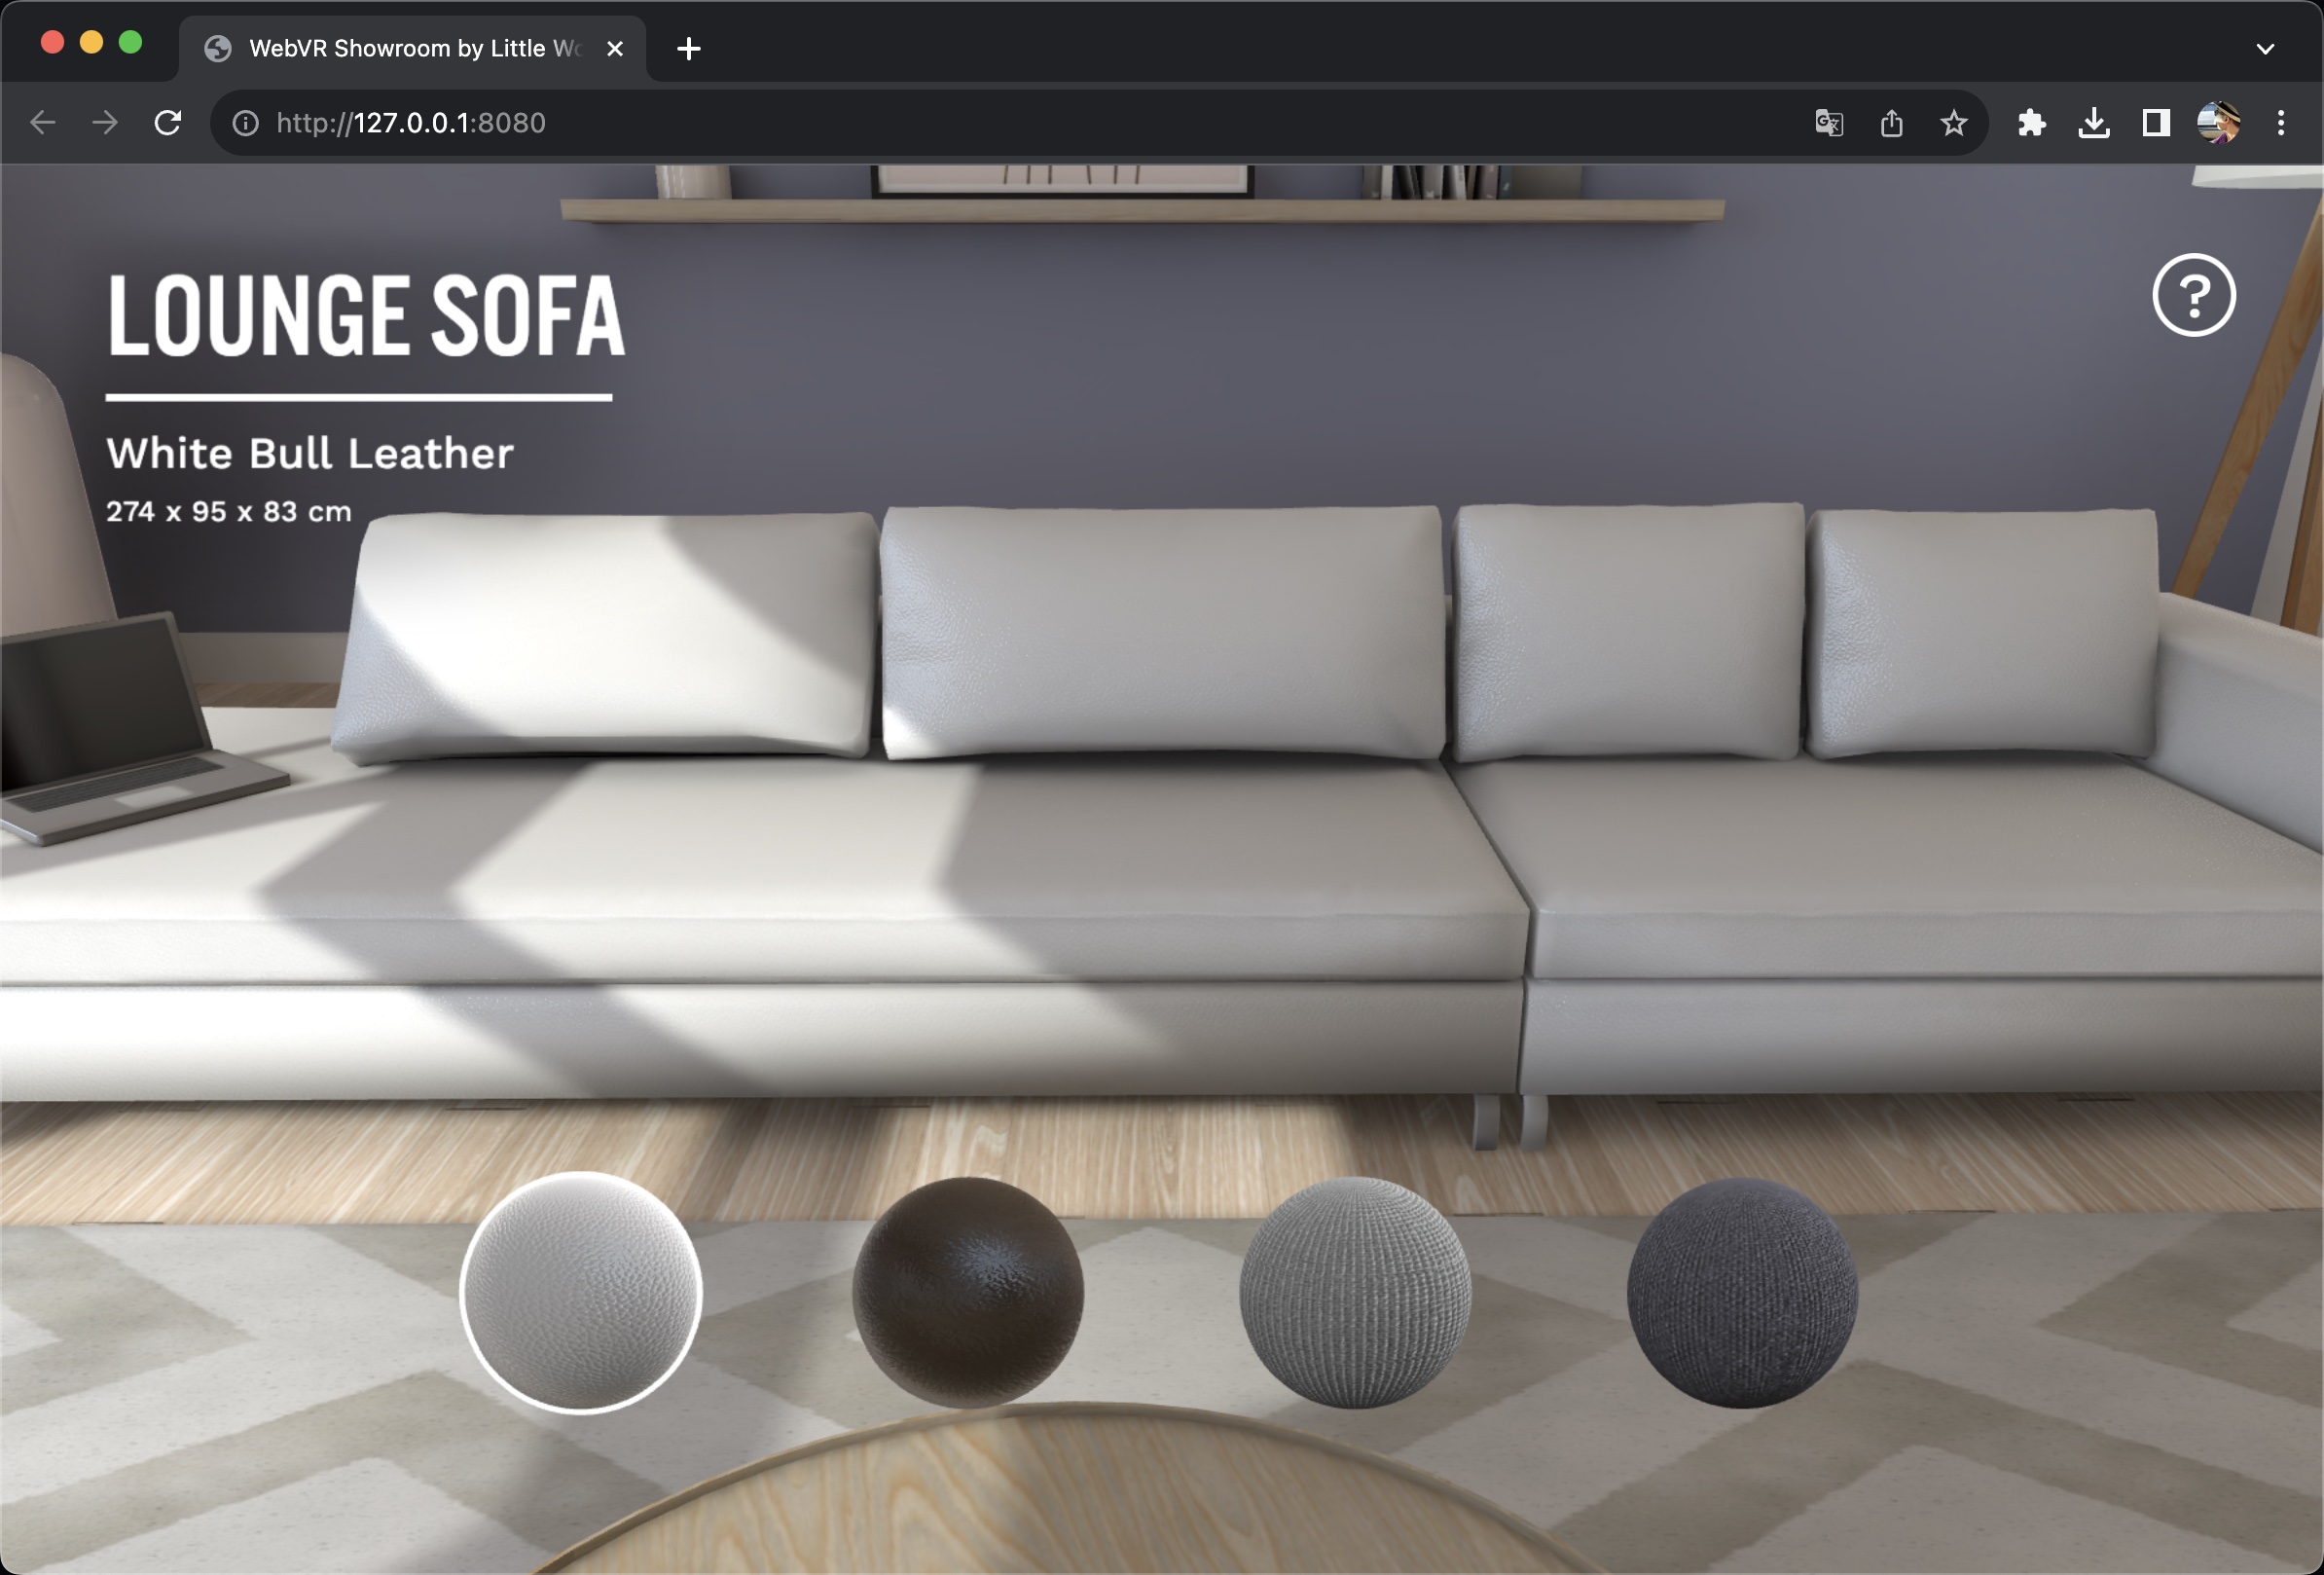 WebVR Showroom by Little
http://127.0.0.1:8080
LOUNGE SOFA
?
White Bull Leather
274 x 95 x 83 cm